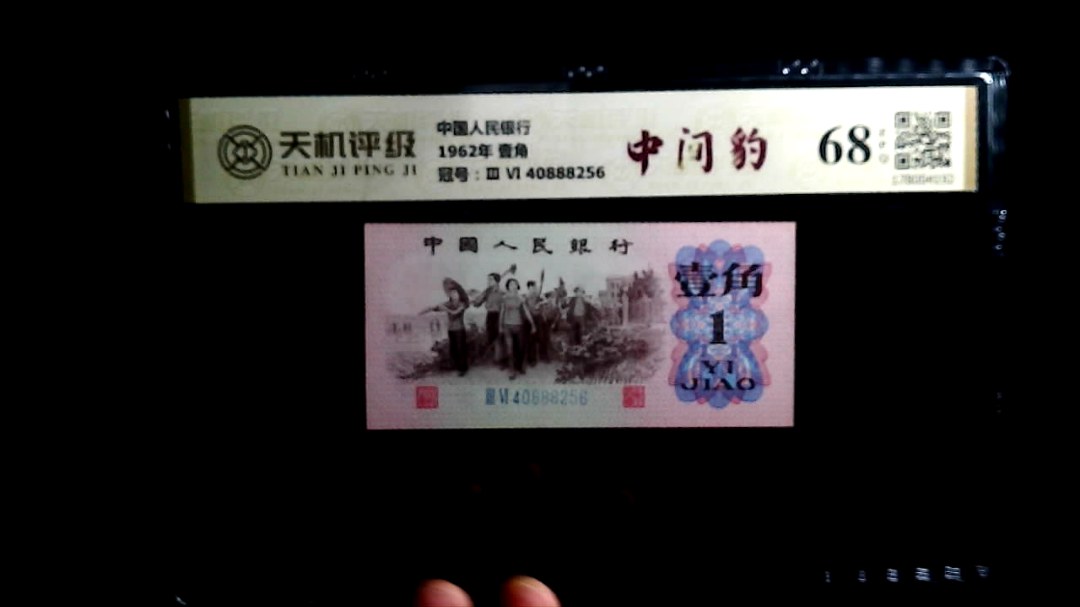 天机评级
TIAN JI PING JI
中国人民银行
1962年 壹角
冠号：Ⅲ Ⅵ 40888256
中间豹
68
中國人民銀行
壹角
1
YI
JIAO
Ⅲ Ⅵ 40888256